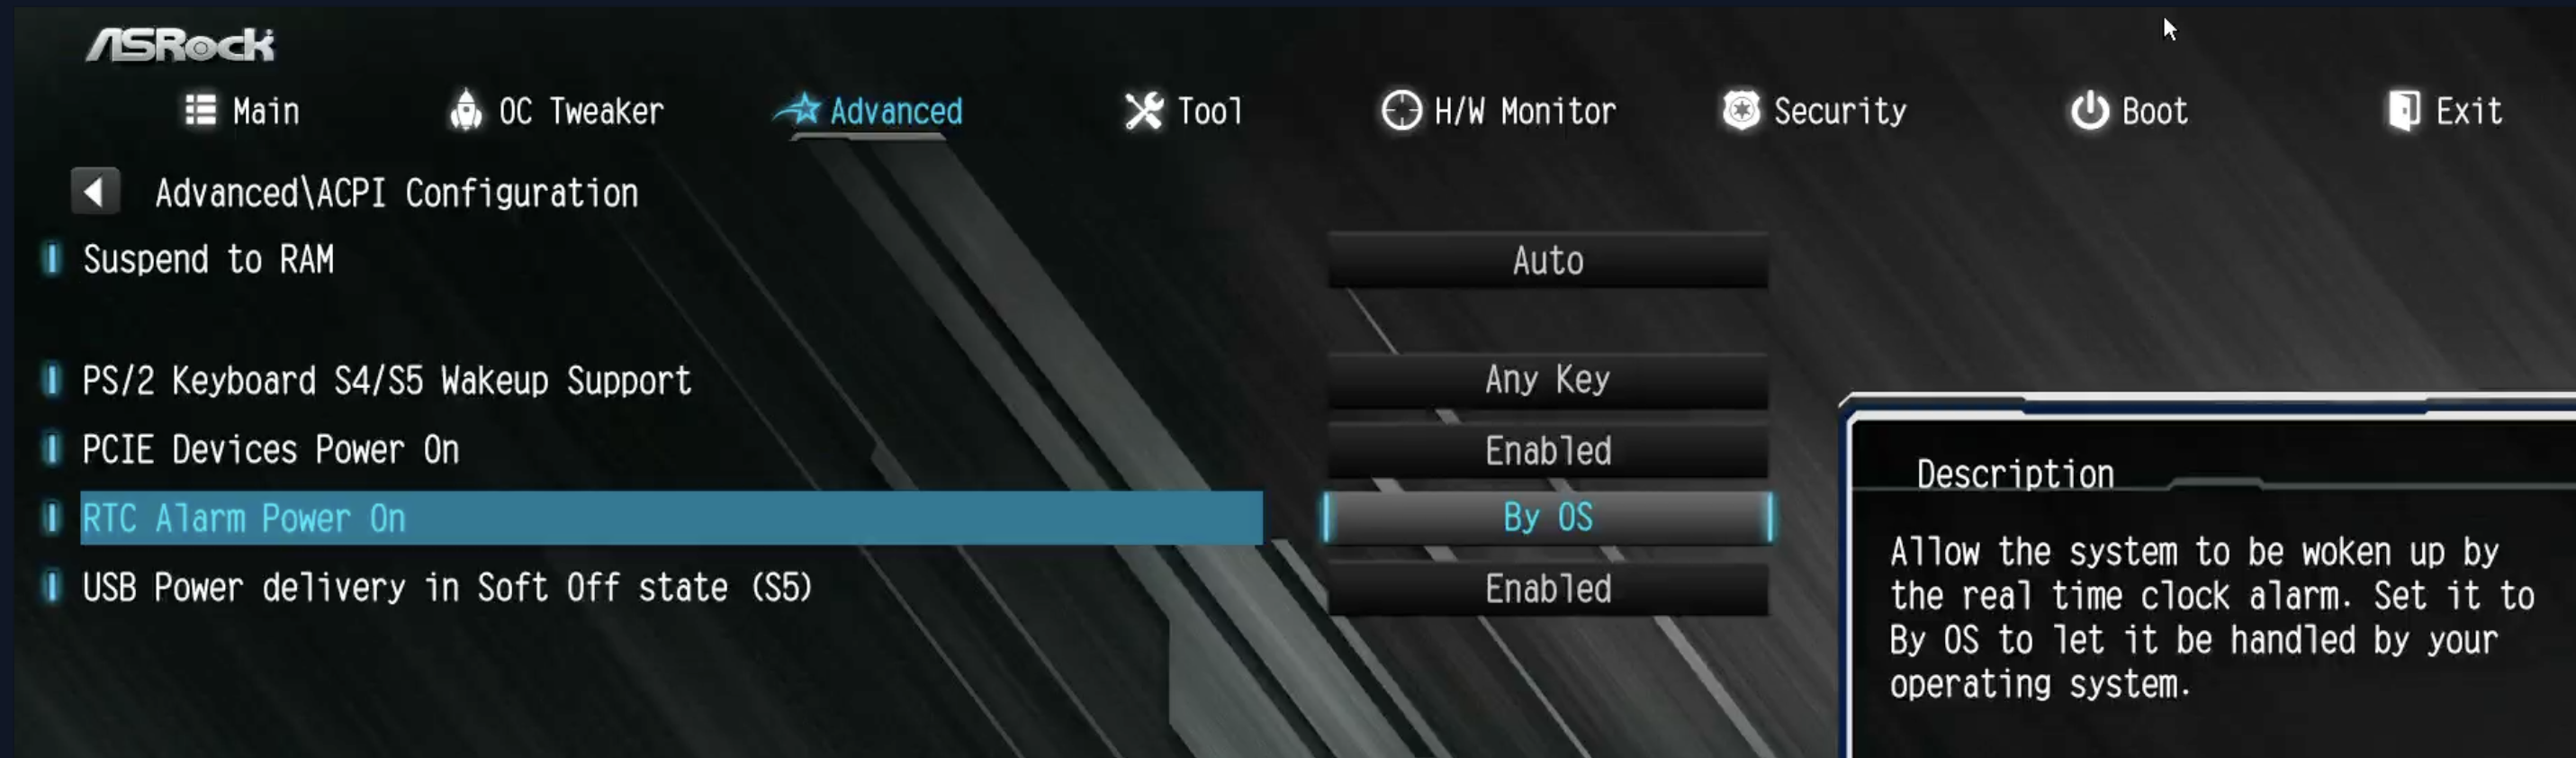 ASRock
Main OC Tweaker Advanced Tool H/W Monitor Security Boot Exit
Advanced\ACPI Configuration
Suspend to RAM Auto
PS/2 Keyboard S4/S5 Wakeup Support Any Key
PCIE Devices Power On Enabled
RTC Alarm Power On By OS
USB Power delivery in Soft Off state (S5) Enabled
Description
Allow the system to be woken up by
the real time clock alarm. Set it to
By OS to let it be handled by your
operating system.